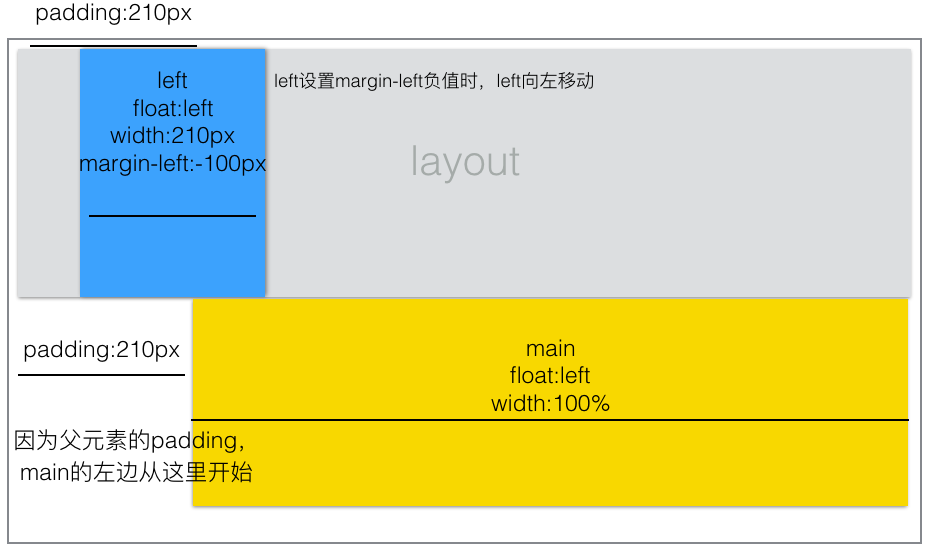 padding:210px
left
float:left
width:210px
margin-left:-100px
left设置margin-left负值时，left向左移动
layout
padding:210px
main
float:left
width:100%
因为父元素的padding，
main的左边从这里开始